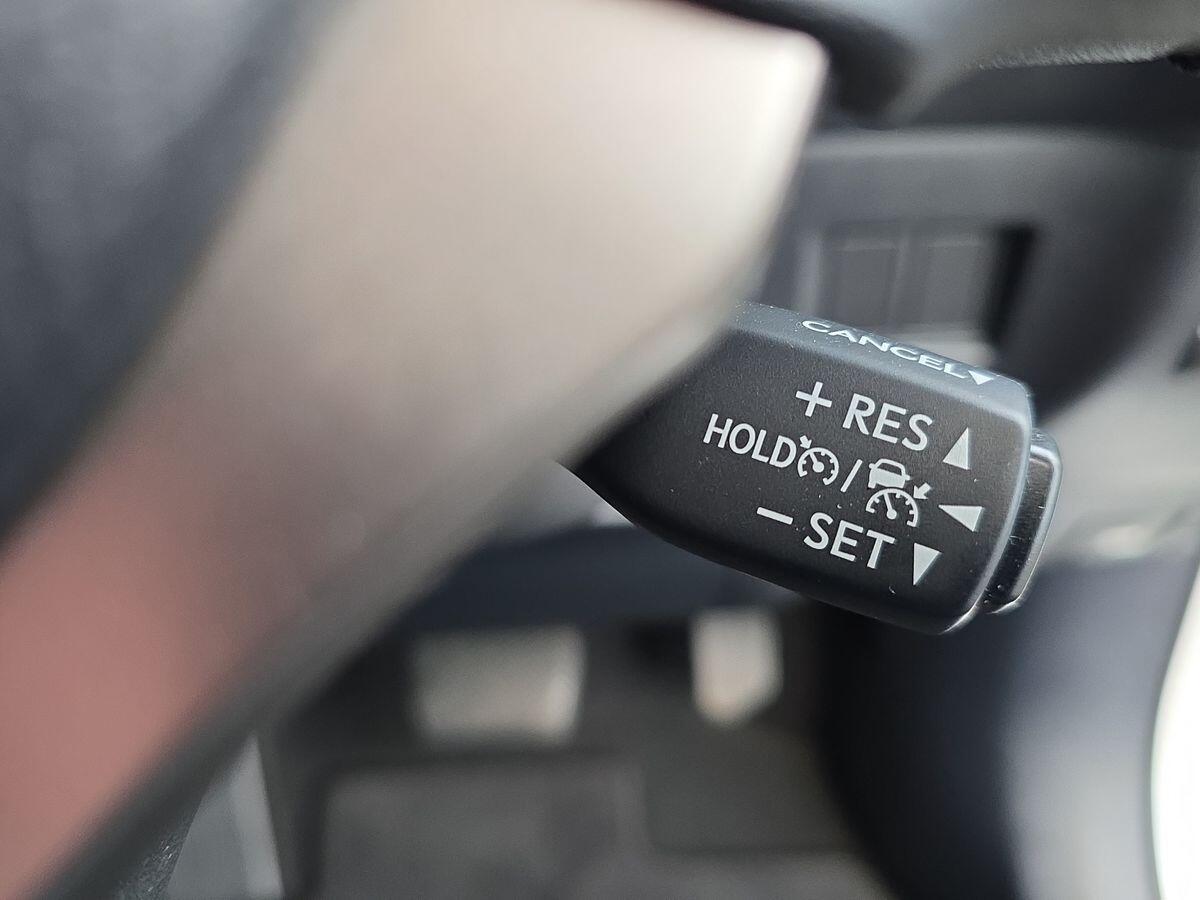 CANCEL
+ RES
HOLD /
- SET